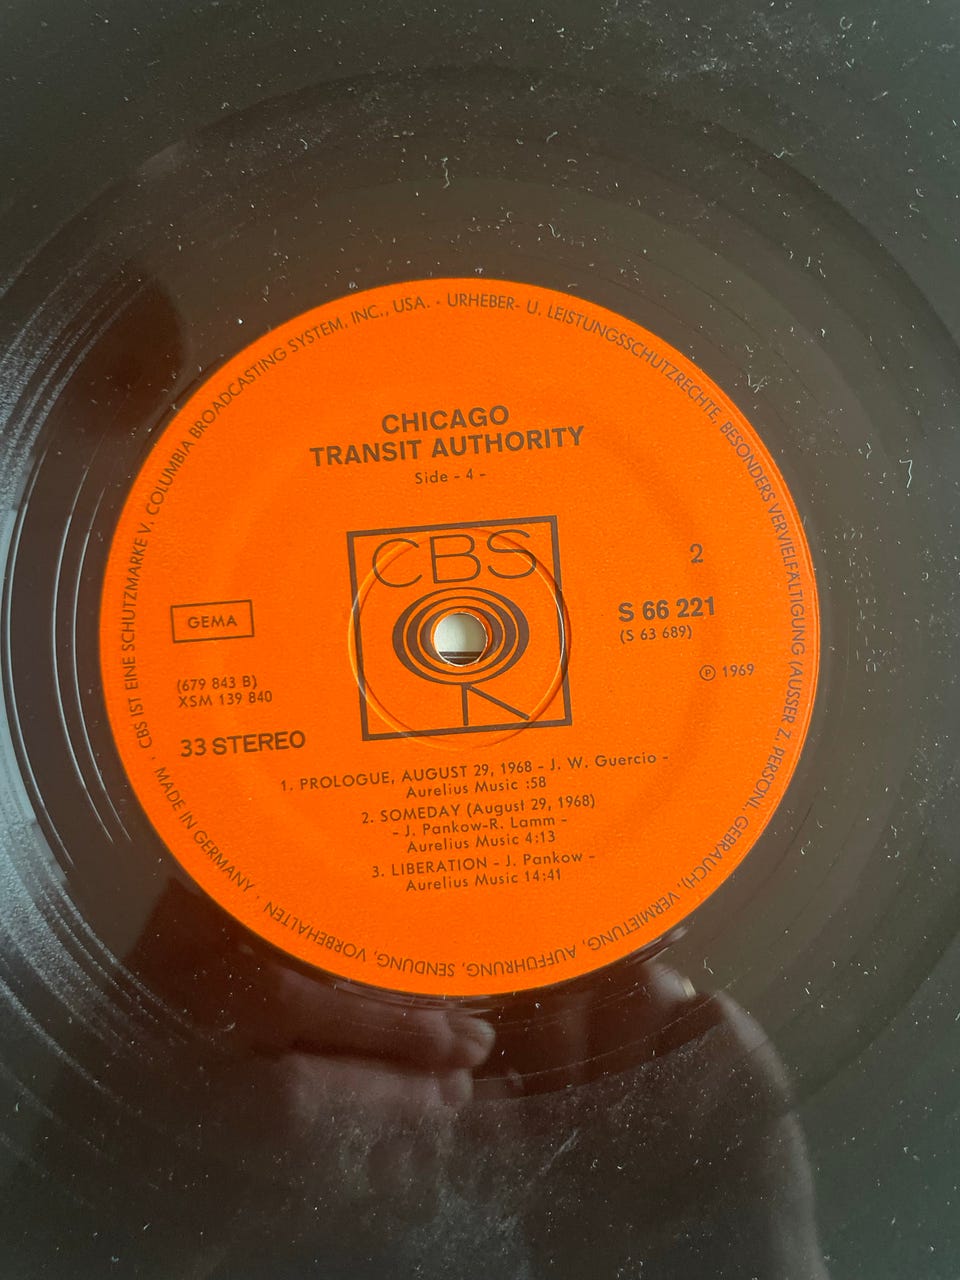 CBS IST EINE SCHUTZMARKE V. COLUMBIA BROADCASTING SYSTEM, INC., USA. - URHEBER- U. LEISTUNGSSCHUTZRECHTE, BESONDERS VERVIELFÄLTIGUNG (AUSSER Z. PERSÖNL. GEBRAUCH), VERMIETUNG, AUFFÜHRUNG, SENDUNG, VORBEHALTEN · MADE IN GERMANY ·
CHICAGO
TRANSIT AUTHORITY
Side - 4 -
CBS
2
GEMA
S 66 221
(S 63 689)
℗ 1969
(679 843 B)
XSM 139 840
33 STEREO
1. PROLOGUE, AUGUST 29, 1968 - J. W. Guercio -
Aurelius Music :58
2. SOMEDAY (August 29, 1968)
- J. Pankow-R. Lamm -
Aurelius Music 4:13
3. LIBERATION - J. Pankow -
Aurelius Music 14:41